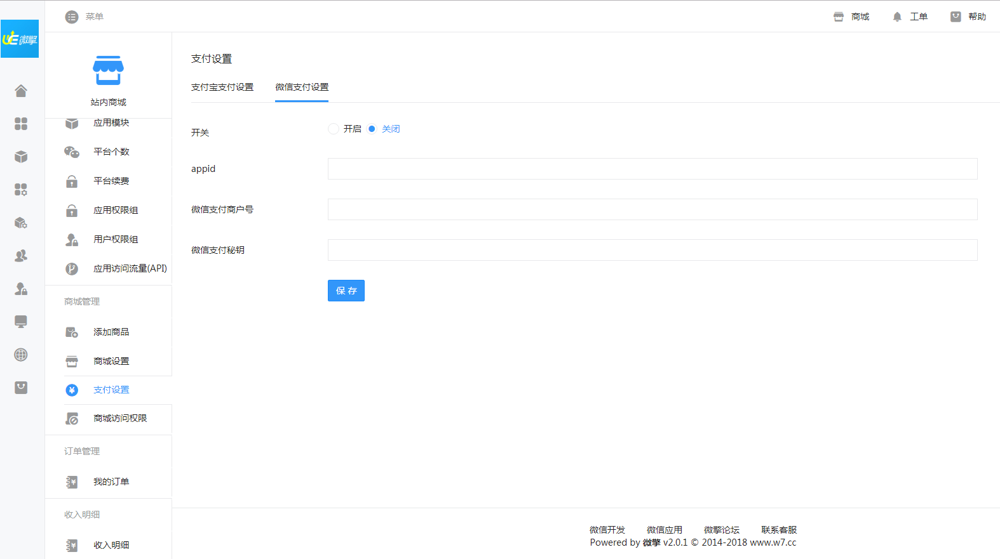 菜单
商城
工单
帮助
微擎
站内商城
应用模块
平台个数
平台续费
应用权限组
用户权限组
应用访问流量(API)
商城管理
添加商品
商城设置
支付设置
商城访问权限
订单管理
我的订单
收入明细
收入明细
支付设置
支付宝支付设置 微信支付设置
开关 开启 关闭
appid
微信支付商户号
微信支付秘钥
保 存
微信开发 微信应用 微擎论坛 联系客服
Powered by 微擎 v2.0.1 © 2014-2018 www.w7.cc